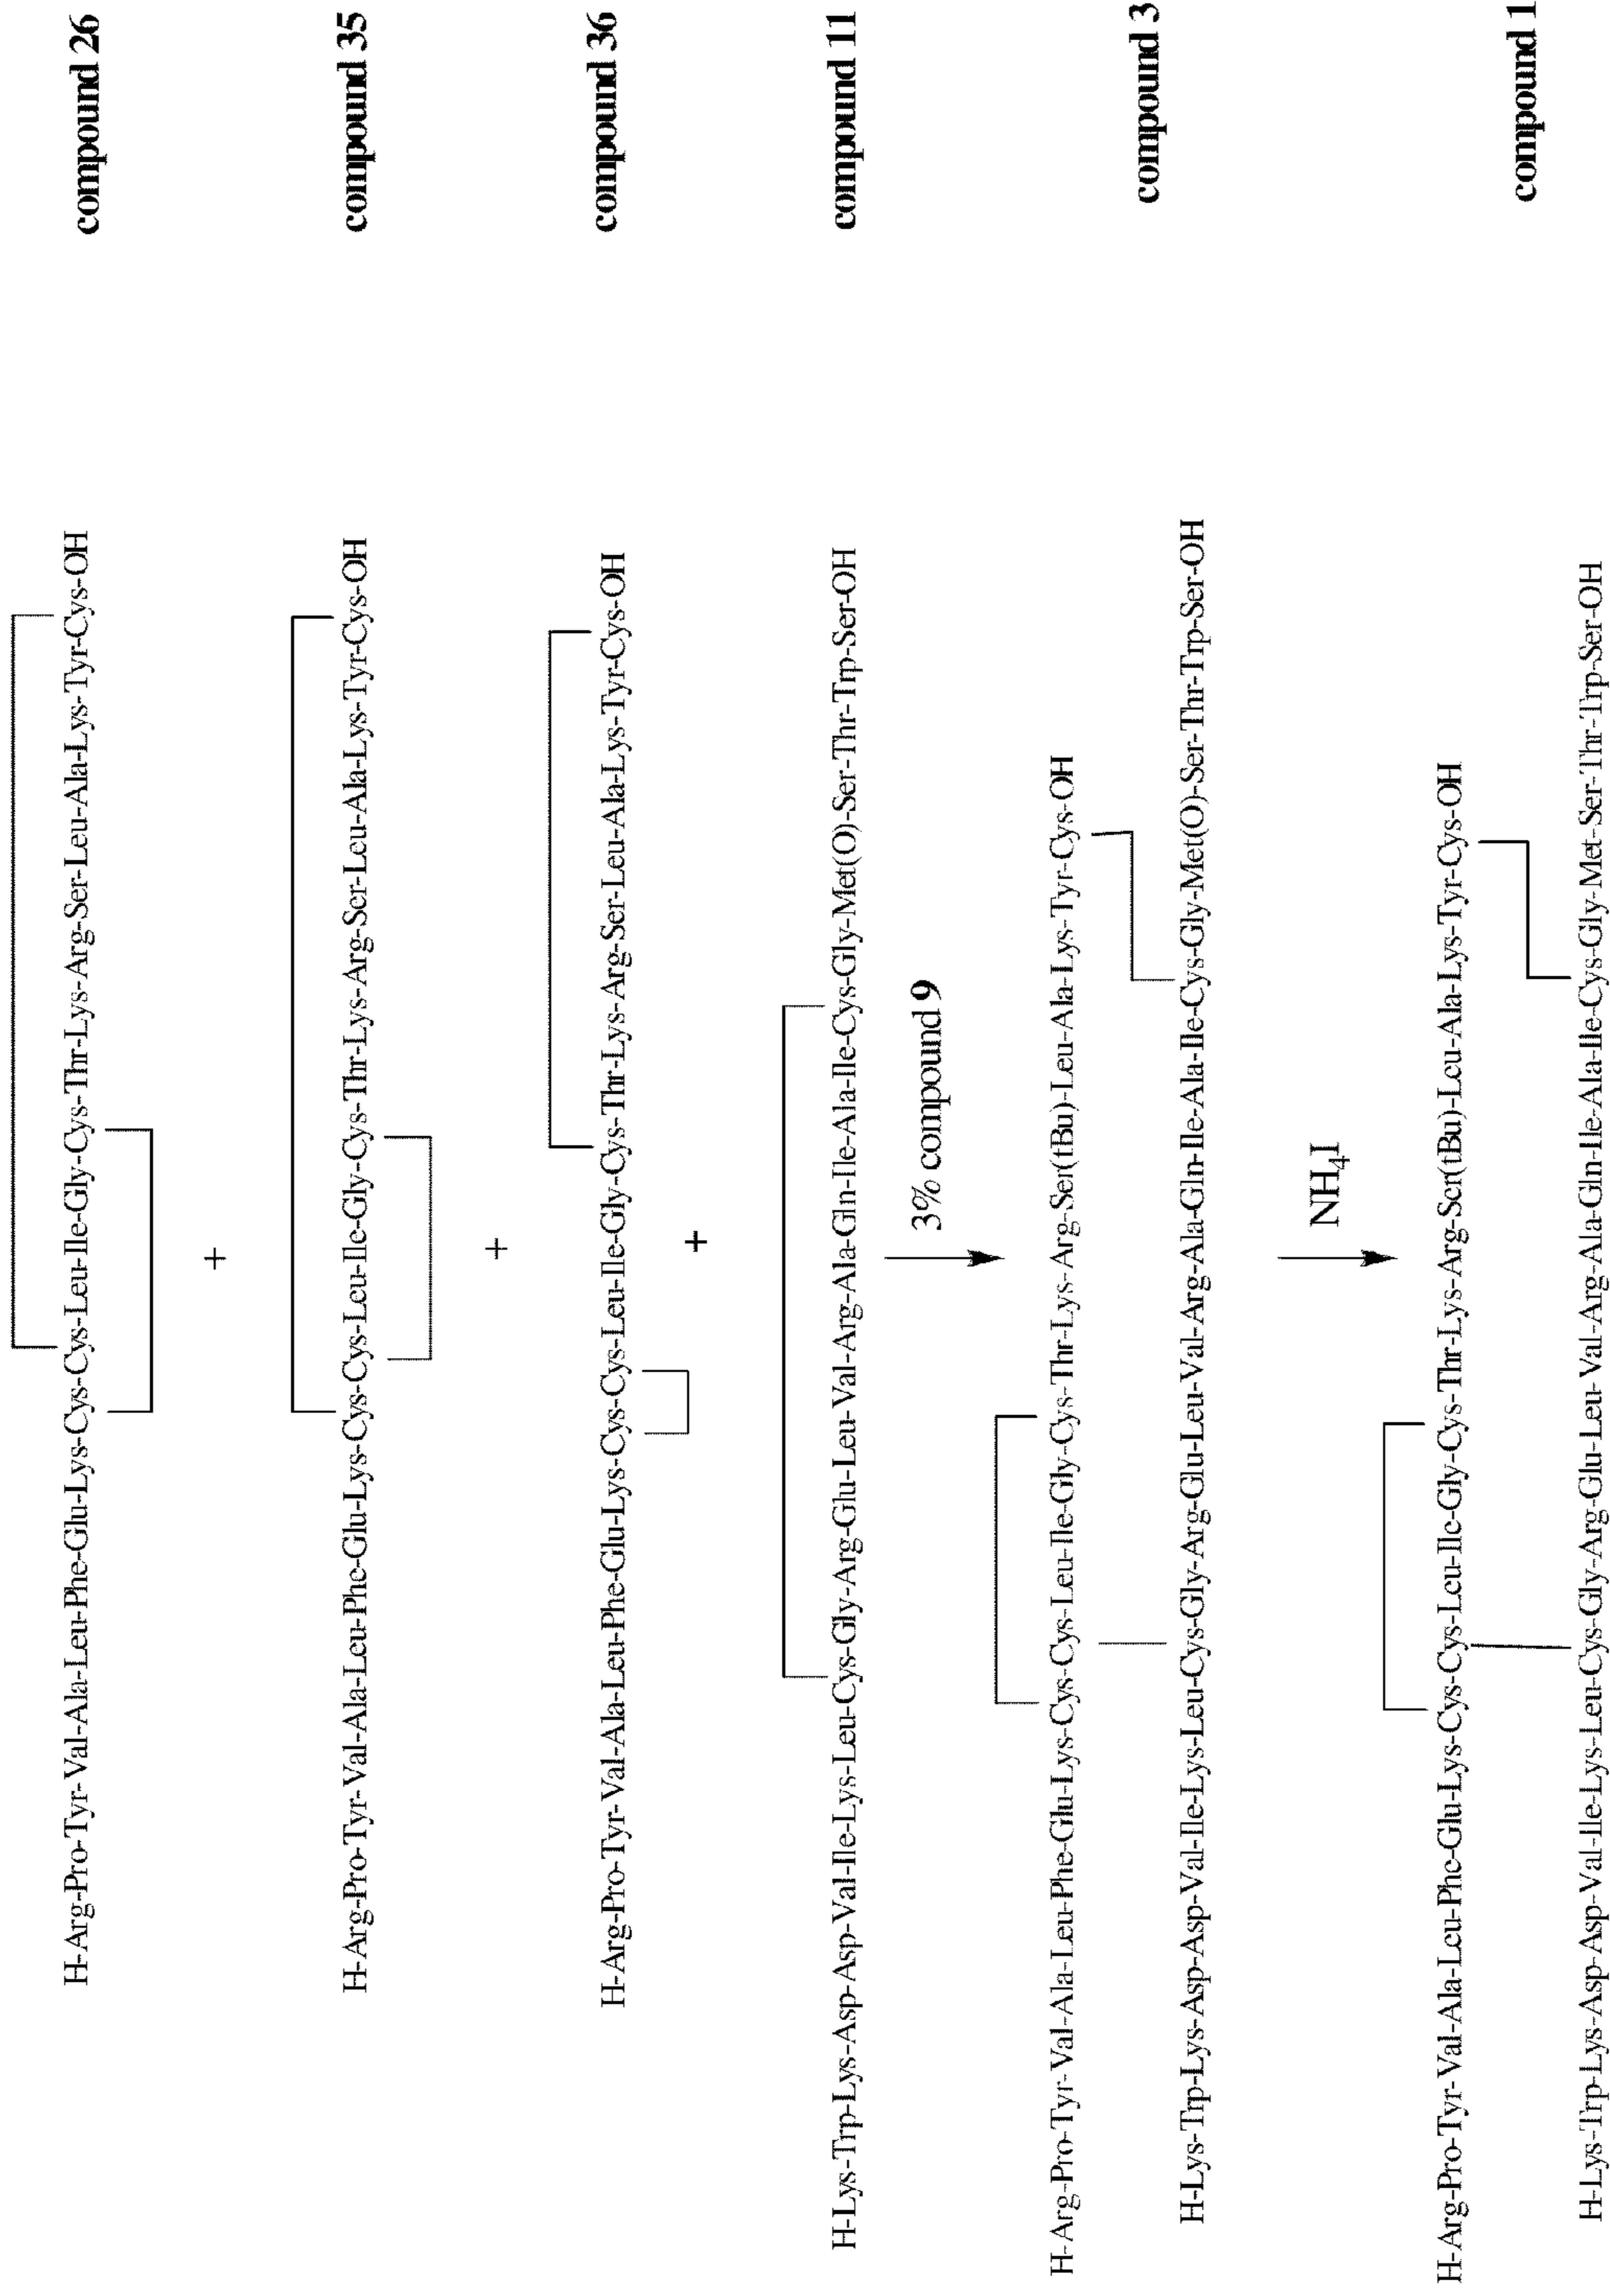 H-Arg-Pro-Tyr-Val-Ala-Leu-Phe-Glu-Lys-Cys-Cys-Leu-Ile-Gly-Cys-Thr-Lys-Arg-Ser-Leu-Ala-Lys-Tyr-Cys-OH compound 26
+
H-Arg-Pro-Tyr-Val-Ala-Leu-Phe-Glu-Lys-Cys-Cys-Leu-Ile-Gly-Cys-Thr-Lys-Arg-Ser-Leu-Ala-Lys-Tyr-Cys-OH compound 35
+
H-Arg-Pro-Tyr-Val-Ala-Leu-Phe-Glu-Lys-Cys-Cys-Leu-Ile-Gly-Cys-Thr-Lys-Arg-Ser-Leu-Ala-Lys-Tyr-Cys-OH compound 36
+
H-Lys-Trp-Lys-Asp-Asp-Val-Ile-Lys-Leu-Cys-Gly-Arg-Glu-Leu-Val-Arg-Ala-Gln-Ile-Ala-Ile-Cys-Gly-Met(O)-Ser-Thr-Trp-Ser-OH compound 11
3% compound 9
H-Arg-Pro-Tyr-Val-Ala-Leu-Phe-Glu-Lys-Cys-Cys-Leu-Ile-Gly-Cys-Thr-Lys-Arg-Ser(tBu)-Leu-Ala-Lys-Tyr-Cys-OH
compound 3
H-Lys-Trp-Lys-Asp-Asp-Val-Ile-Lys-Leu-Cys-Gly-Arg-Glu-Leu-Val-Arg-Ala-Gln-Ile-Ala-Ile-Cys-Gly-Met(O)-Ser-Thr-Trp-Ser-OH
NH4I
H-Arg-Pro-Tyr-Val-Ala-Leu-Phe-Glu-Lys-Cys-Cys-Leu-Ile-Gly-Cys-Thr-Lys-Arg-Ser(tBu)-Leu-Ala-Lys-Tyr-Cys-OH
compound 1
H-Lys-Trp-Lys-Asp-Asp-Val-Ile-Lys-Leu-Cys-Gly-Arg-Glu-Leu-Val-Arg-Ala-Gln-Ile-Ala-Ile-Cys-Gly-Met-Ser-Thr-Trp-Ser-OH